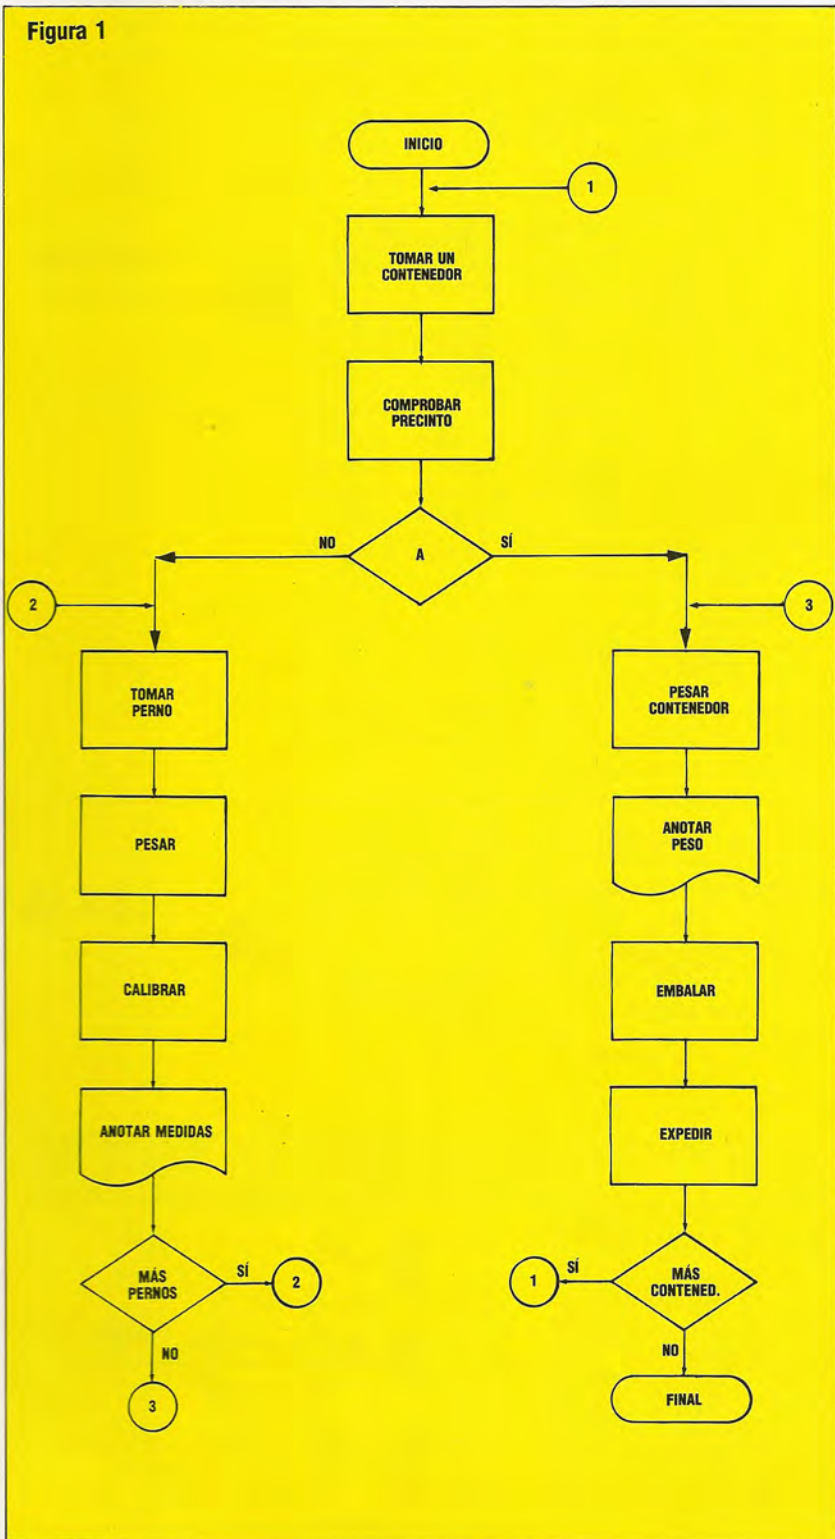 Figura 1
INICIO
1
TOMAR UN
CONTENEDOR
COMPROBAR
PRECINTO
NO
A
SÍ
2
3
TOMAR
PERNO
PESAR
CALIBRAR
ANOTAR MEDIDAS
MÁS
PERNOS
SÍ
2
NO
3
PESAR
CONTENEDOR
ANOTAR
PESO
EMBALAR
EXPEDIR
MÁS
CONTENED.
SÍ
1
NO
FINAL